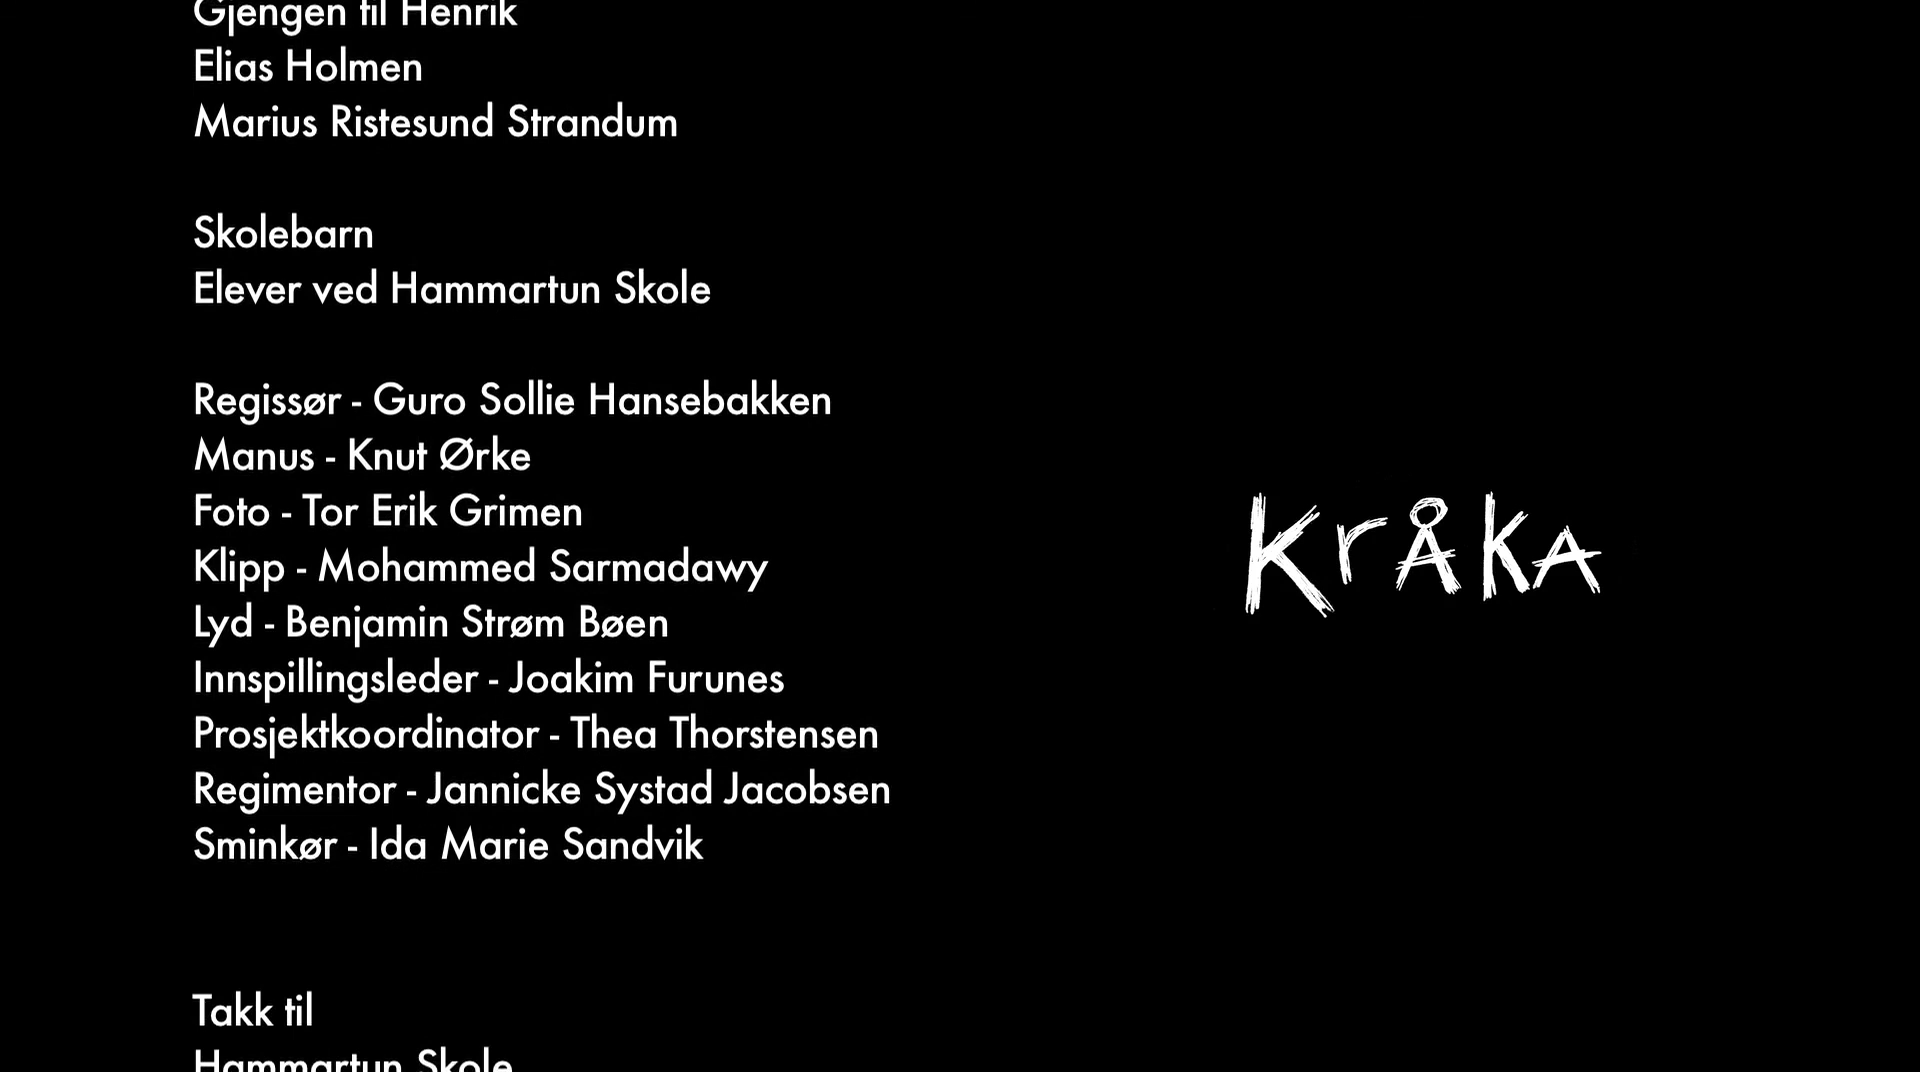 Gjengen til Henrik
Elias Holmen
Marius Ristesund Strandum
Skolebarn
Elever ved Hammartun Skole
Regissør - Guro Sollie Hansebakken
Manus - Knut Ørke
Foto - Tor Erik Grimen
Klipp - Mohammed Sarmadawy
Lyd - Benjamin Strøm Bøen
Innspillingsleder - Joakim Furunes
Prosjektkoordinator - Thea Thorstensen
Regimentor - Jannicke Systad Jacobsen
Sminkør - Ida Marie Sandvik
Takk til
Hammartun Skole
KrÅKA